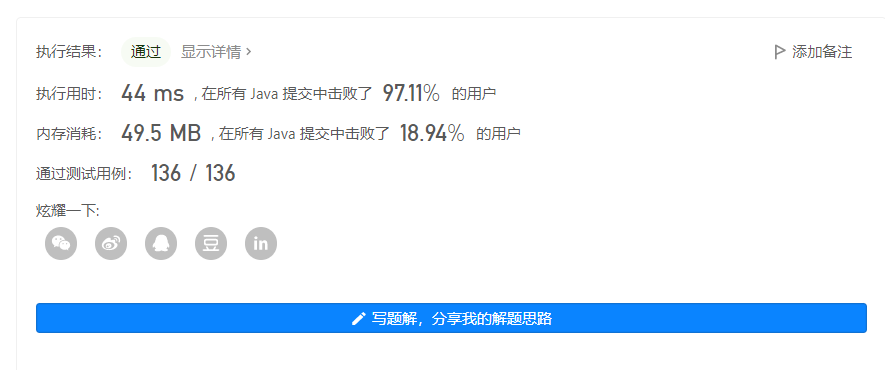 执行结果： 通过 显示详情 › 添加备注
执行用时： 44 ms , 在所有 Java 提交中击败了 97.11% 的用户
内存消耗： 49.5 MB , 在所有 Java 提交中击败了 18.94% 的用户
通过测试用例： 136 / 136
炫耀一下:
豆 in
写题解，分享我的解题思路